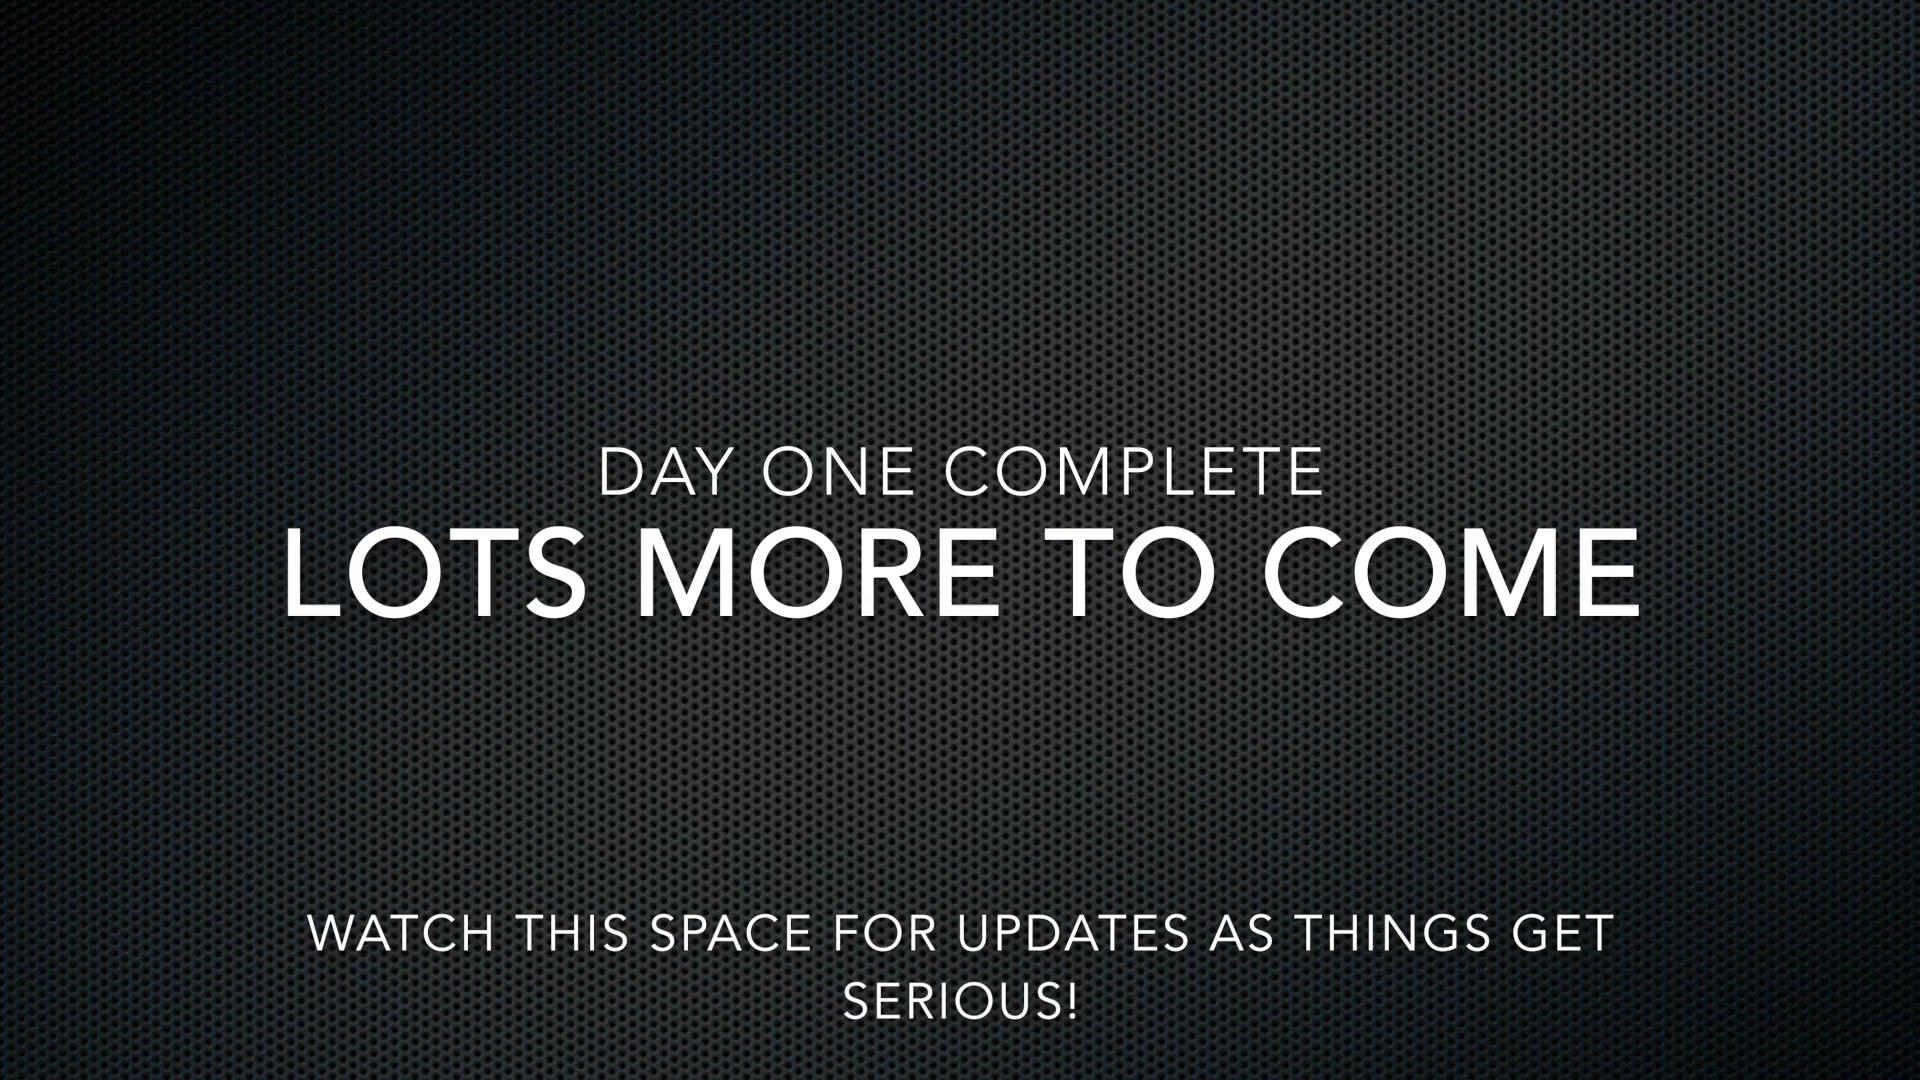 DAY ONE COMPLETE
LOTS MORE TO COME
WATCH THIS SPACE FOR UPDATES AS THINGS GET
SERIOUS!